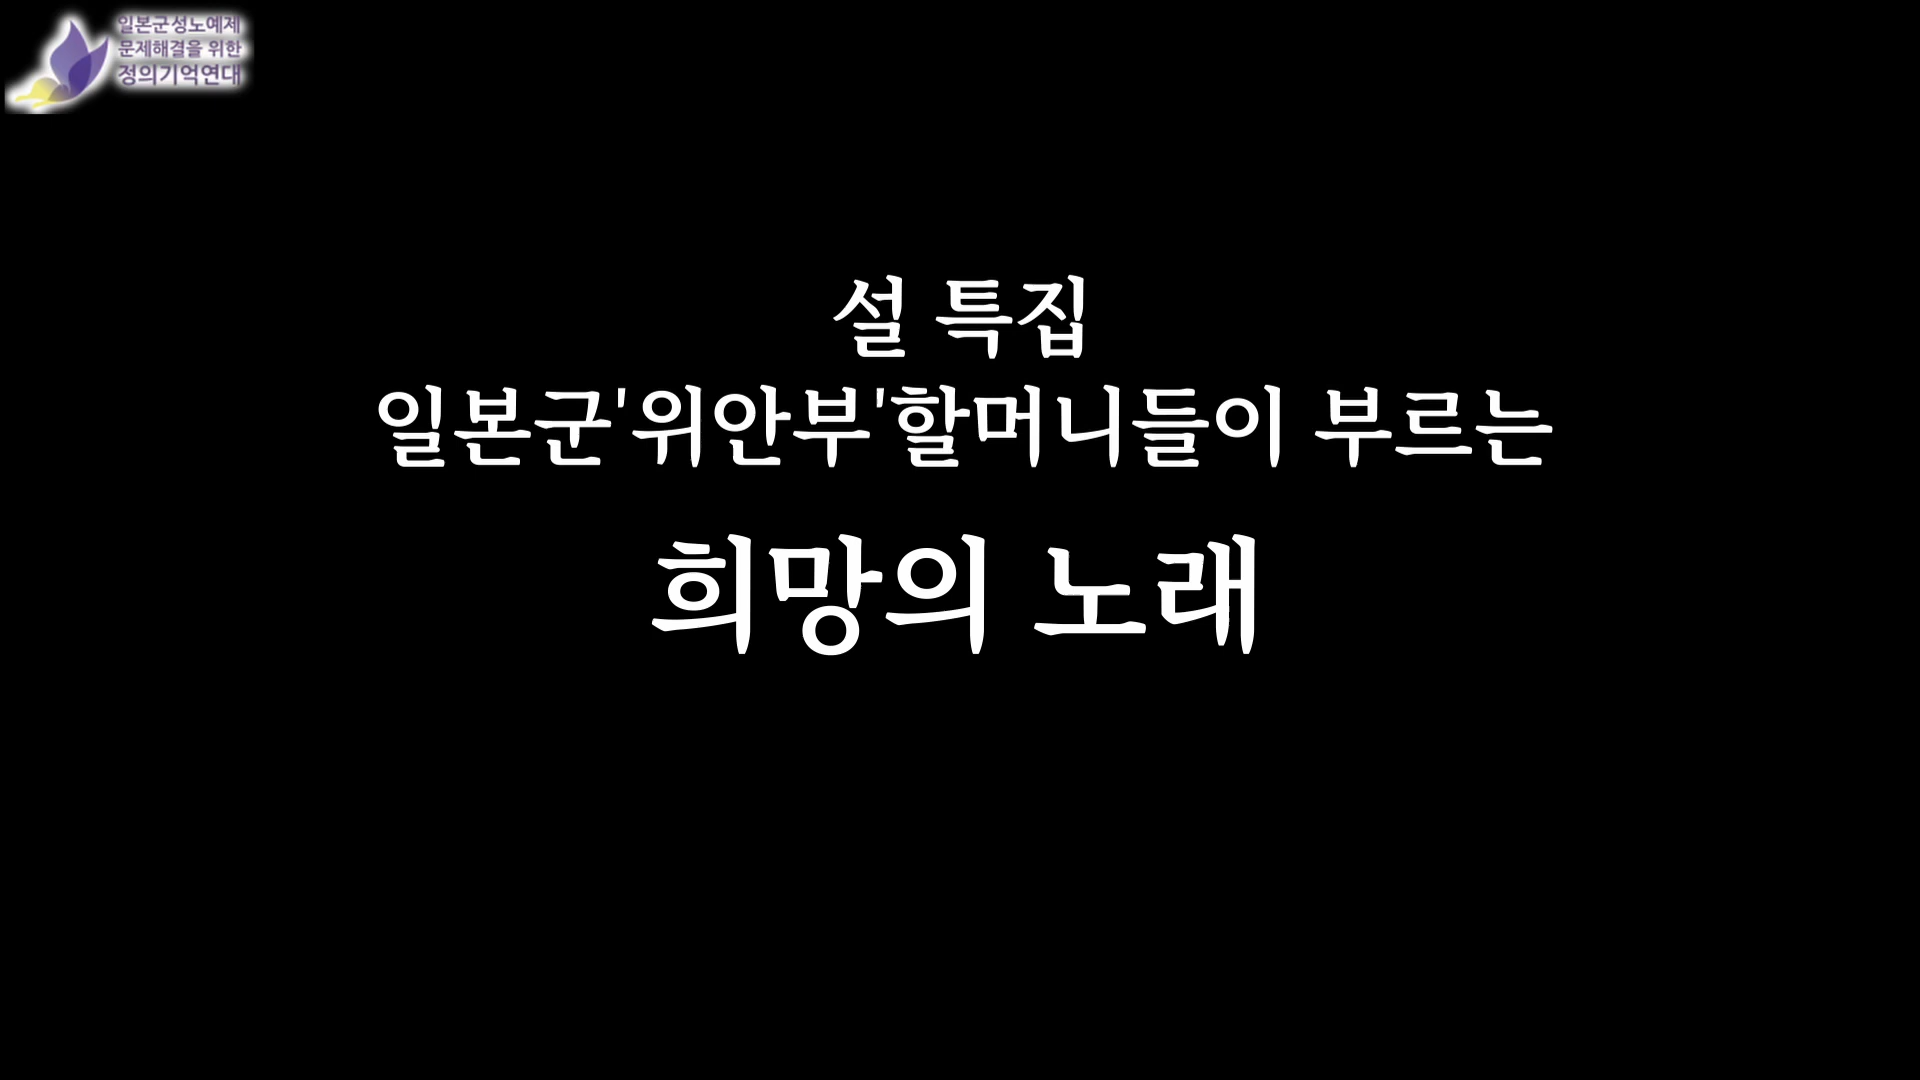 일본군성노예제
문제해결을 위한
정의기억연대
설 특집
일본군'위안부'할머니들이 부르는
희망의 노래